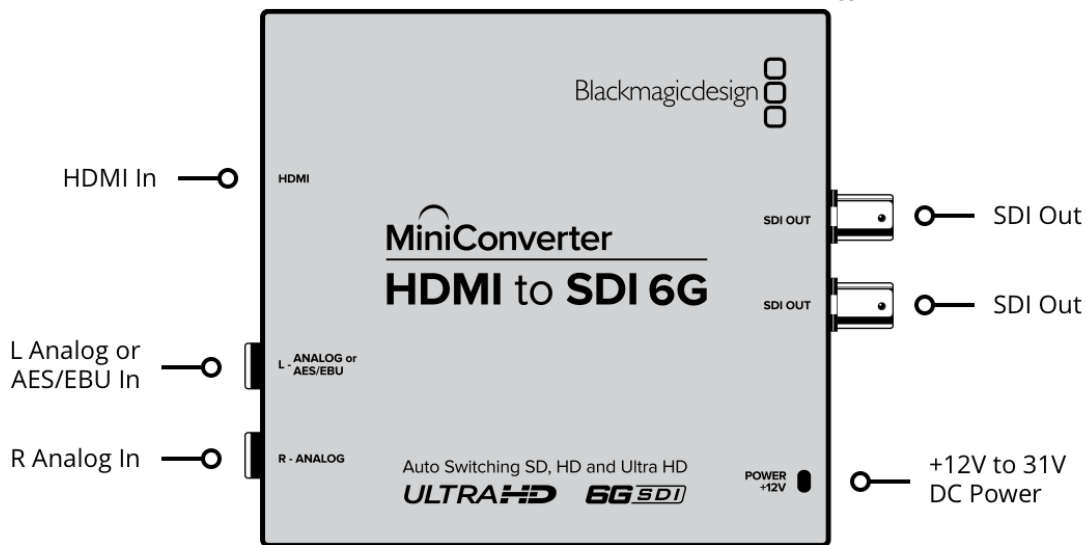 Blackmagicdesign
HDMI In
HDMI
SDI OUT
SDI Out
MiniConverter
HDMI to SDI 6G
SDI OUT
SDI Out
L Analog or
AES/EBU In
L - ANALOG or
AES/EBU
R Analog In
R - ANALOG
Auto Switching SD, HD and Ultra HD
ULTRA HD
6G SDI
POWER
+12V
+12V to 31V
DC Power